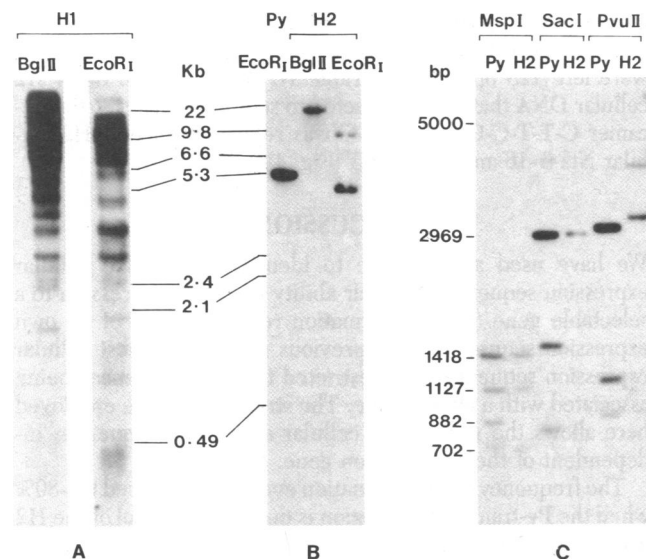 H1
BglII EcoRI
Kb
Py H2
EcoRI BglII EcoRI
MspI SacI PvuII
Py H2 Py H2 Py H2
bp
22
9·8
6·6
5·3
2·4
2·1
0·49
5000
2969
1418
1127
882
702
A B C